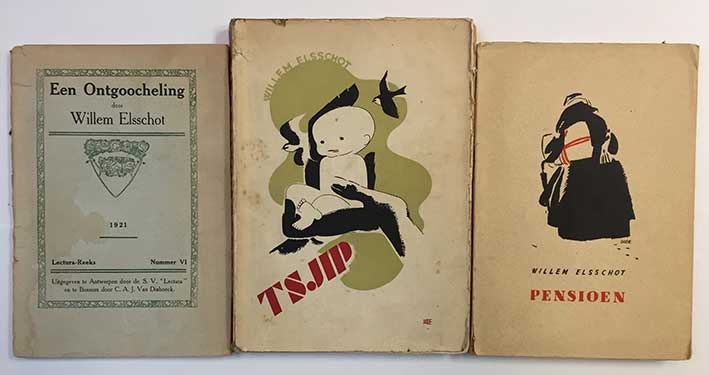 Een Ontgoocheling
door
Willem Elsschot
1921
Lectura-Reeks Nummer VI
Uitgegeven te Antwerpen door de S. V. "Lectura"
en te Bussum door C. A. J. Van Dishoeck.
WILLEM ELSSCHOT
TSJIP
WILLEM ELSSCHOT
PENSIOEN